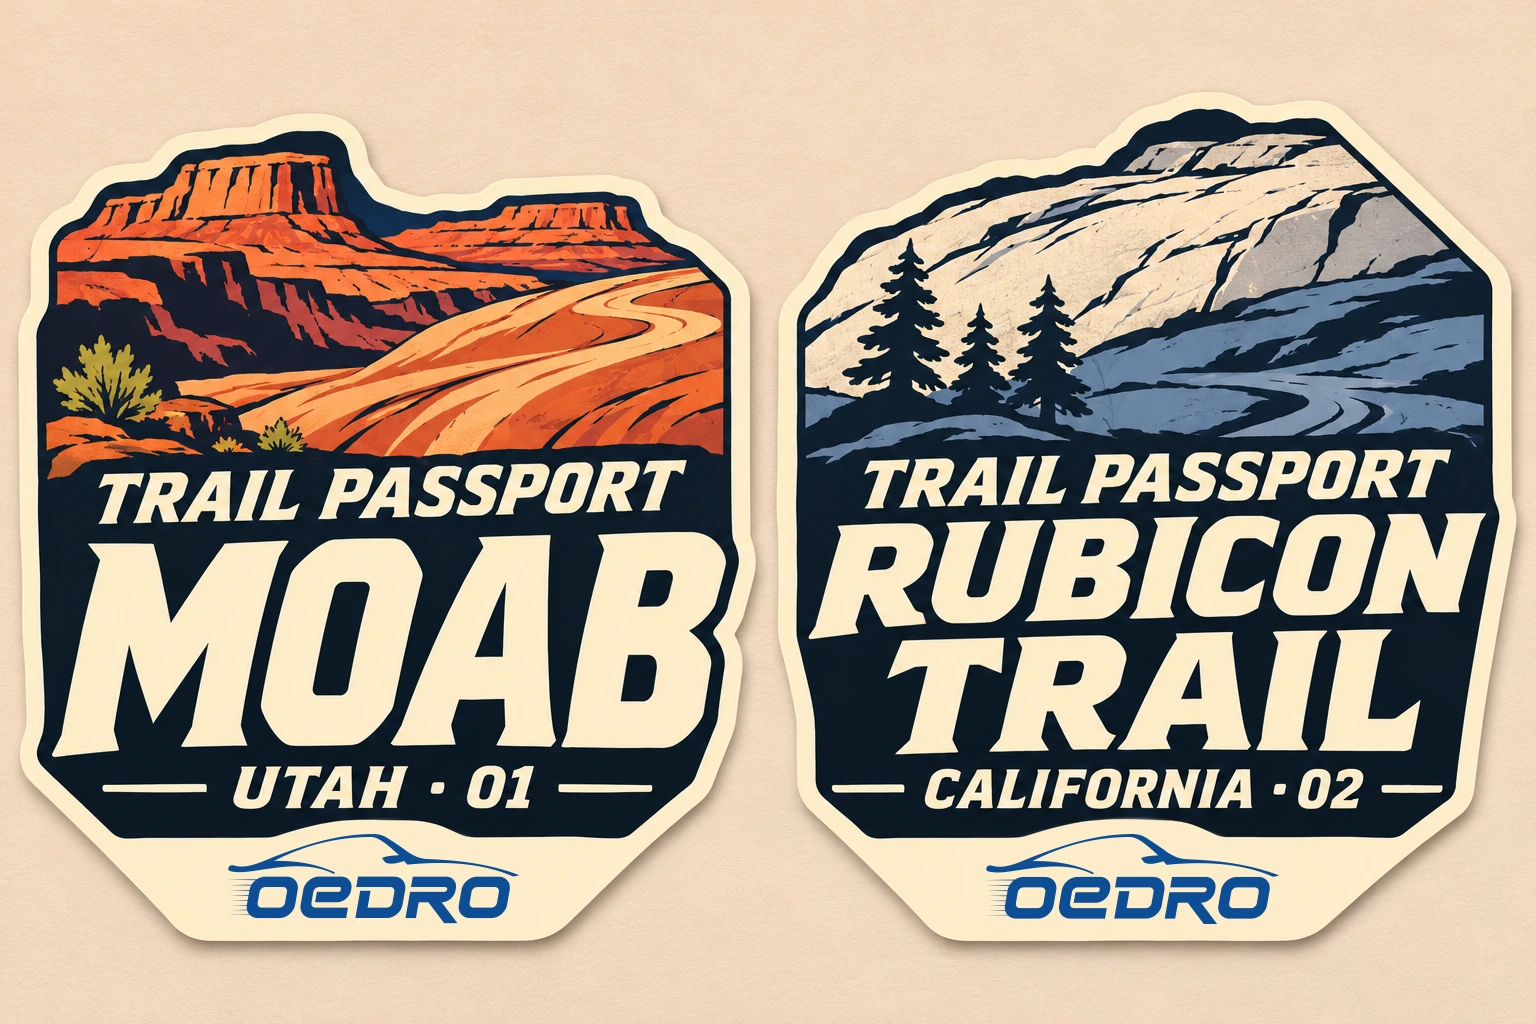 TRAIL PASSPORT
MOAB
UTAH · 01
OEDRO
TRAIL PASSPORT
RUBICON
TRAIL
CALIFORNIA · 02
OEDRO